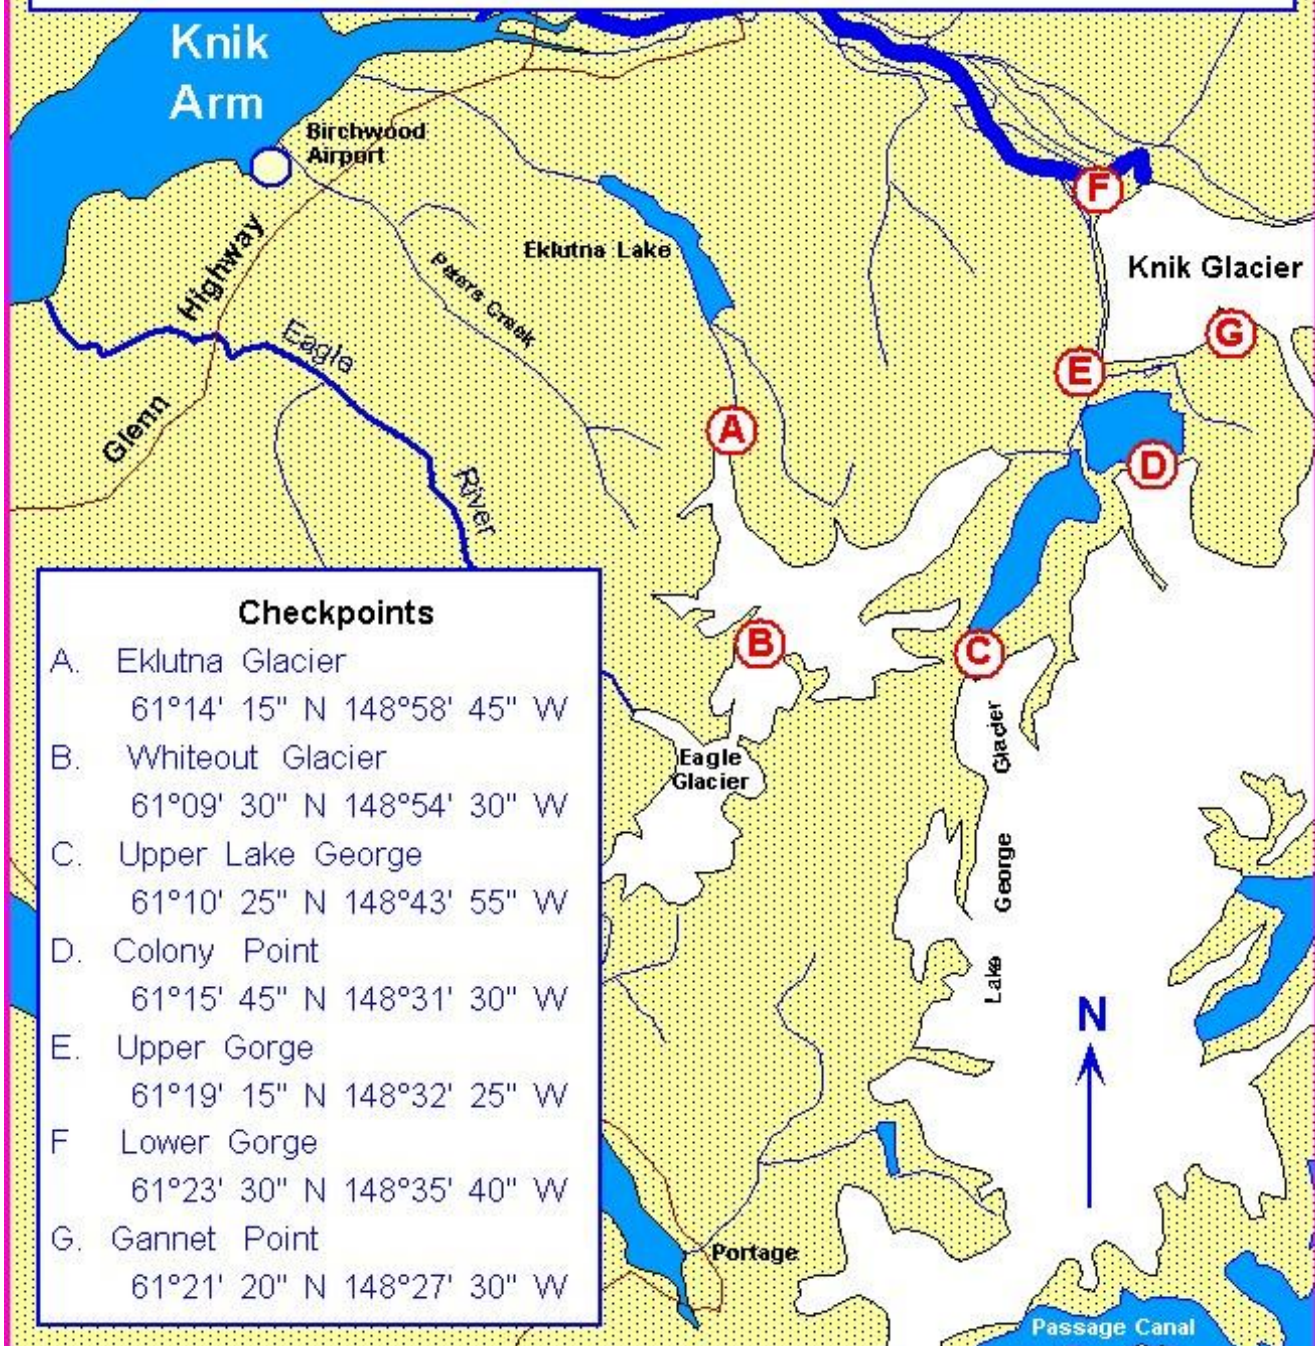 Knik
Arm
Birchwood
Airport
F
Eklutna Lake
Knik Glacier
Highway
Peters Creek
Eagle
G
E
Glenn
A
River
D
Checkpoints
A. Eklutna Glacier
61°14' 15" N 148°58' 45" W
B. Whiteout Glacier
61°09' 30" N 148°54' 30" W
C. Upper Lake George
61°10' 25" N 148°43' 55" W
D. Colony Point
61°15' 45" N 148°31' 30" W
E. Upper Gorge
61°19' 15" N 148°32' 25" W
F Lower Gorge
61°23' 30" N 148°35' 40" W
G. Gannet Point
61°21' 20" N 148°27' 30" W
B
C
Eagle
Glacier
Lake George Glacier
N
Portage
Passage Canal